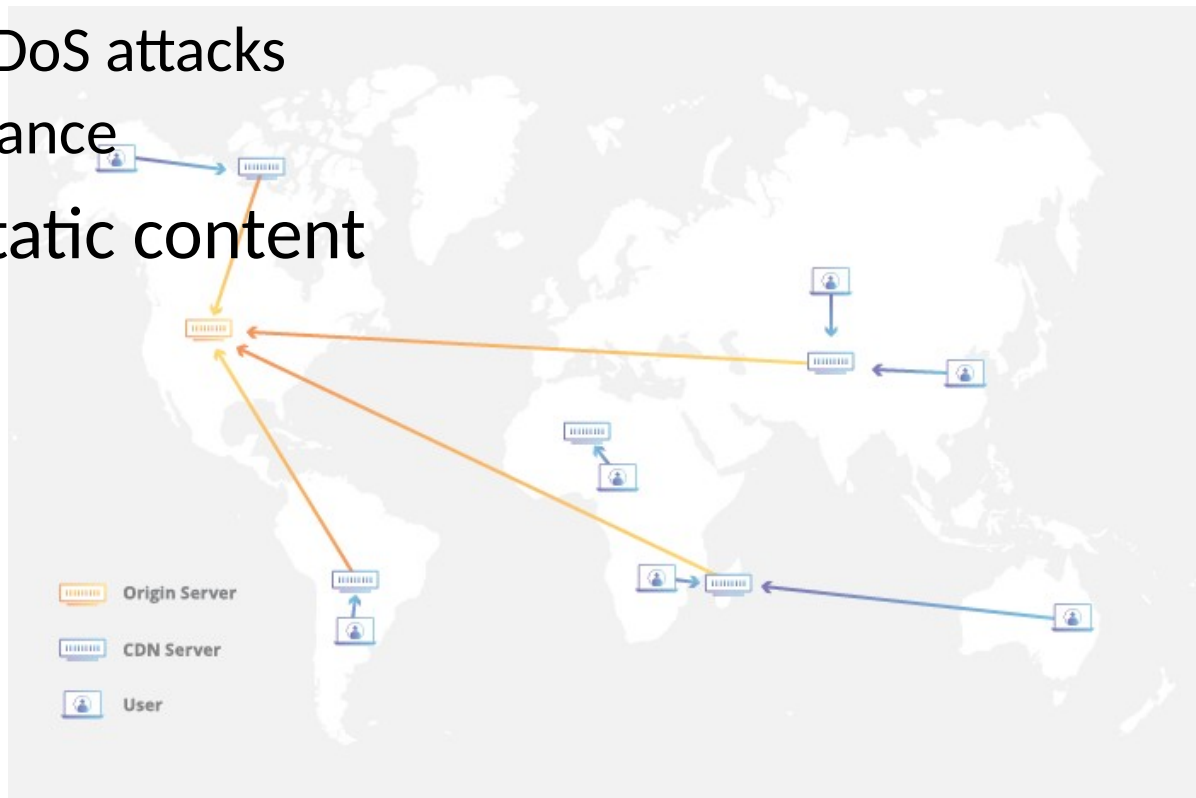 DoS attacks
ance
tatic content
Origin Server
CDN Server
User